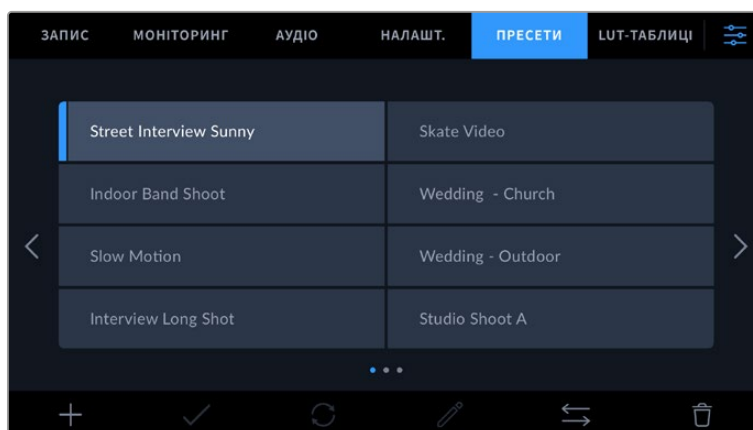 ЗАПИС МОНІТОРИНГ АУДІО НАЛАШТ. ПРЕСЕТИ LUT-ТАБЛИЦІ
Street Interview Sunny Skate Video
Indoor Band Shoot Wedding - Church
Slow Motion Wedding - Outdoor
Interview Long Shot Studio Shoot A